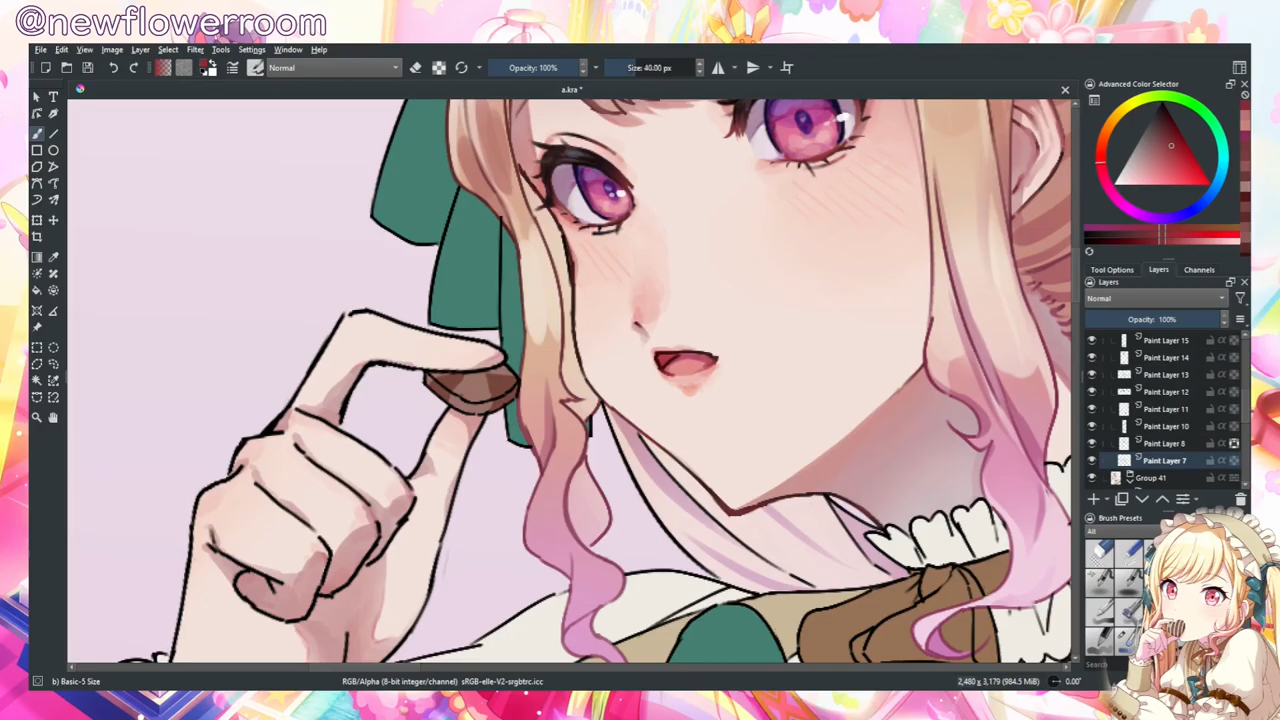 @newflowerroom
File Edit View Image Layer Select Filter Tools Settings Window Help
Normal Opacity: 100% Size: 40.00 px
a.kra *
Advanced Color Selector
Tool Options Layers Channels
Layers
Normal
Opacity: 100%
Paint Layer 15
Paint Layer 14
Paint Layer 13
Paint Layer 12
Paint Layer 11
Paint Layer 10
Paint Layer 8
Paint Layer 7
Group 41
Brush Presets
All
Search
b) Basic-5 Size RGB/Alpha (8-bit integer/channel) sRGB-elle-V2-srgbtrc.icc 2,480 x 3,179 (984.5 MiB) 0.00°